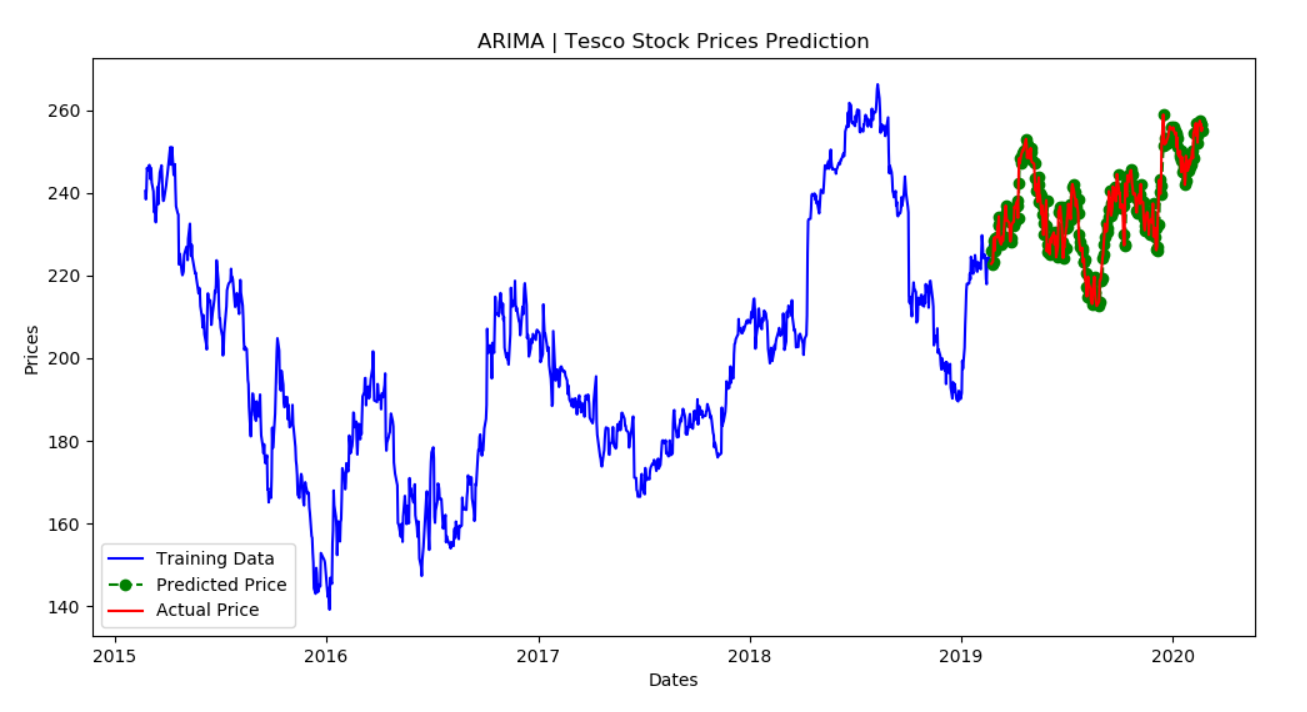 ARIMA | Tesco Stock Prices Prediction
Prices
260
240
220
200
180
160
140
Training Data
Predicted Price
Actual Price
2015 2016 2017 2018 2019 2020
Dates